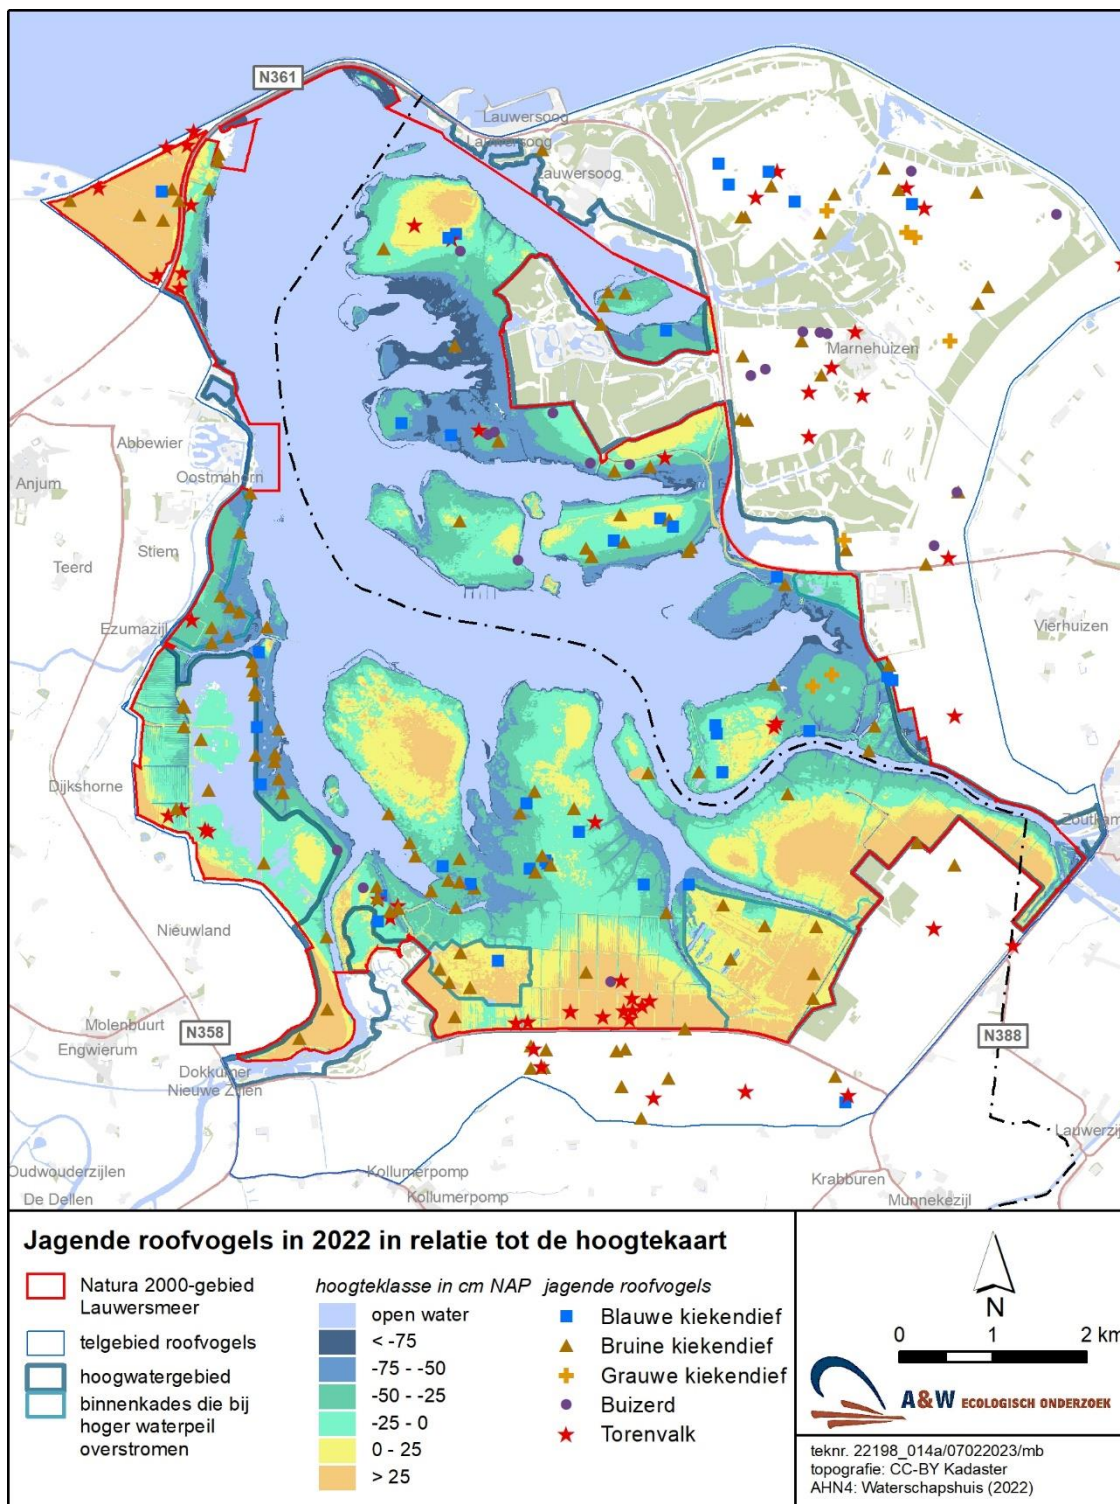 N361
Lauwersoog
Lauwersoog
Lauwersoog
Marnehuizen
Abbewier
Oostmahorn
Anjum
Stiem
Teerd
Ezumazijl
Vierhuizen
Dijkshorne
Zoutkam
Nieuwland
Molenbuurt
N358
Engwierum
N388
Dokkumer
Nieuwe Zijlen
Lauwerzij
Oudwouderzijlen
Kollumerpomp
Krabburen
De Dellen
Kollumerpomp
Munnekezijl
Jagende roofvogels in 2022 in relatie tot de hoogtekaart
Natura 2000-gebied
Lauwersmeer
telgebied roofvogels
hoogwatergebied
binnenkades die bij
hoger waterpeil
overstromen
hoogteklasse in cm NAP
open water
< -75
-75 - -50
-50 - -25
-25 - 0
0 - 25
> 25
jagende roofvogels
Blauwe kiekendief
Bruine kiekendief
Grauwe kiekendief
Buizerd
Torenvalk
N
0 1 2 km
A&W ECOLOGISCH ONDERZOEK
teknr. 22198_014a/07022023/mb
topografie: CC-BY Kadaster
AHN4: Waterschapshuis (2022)